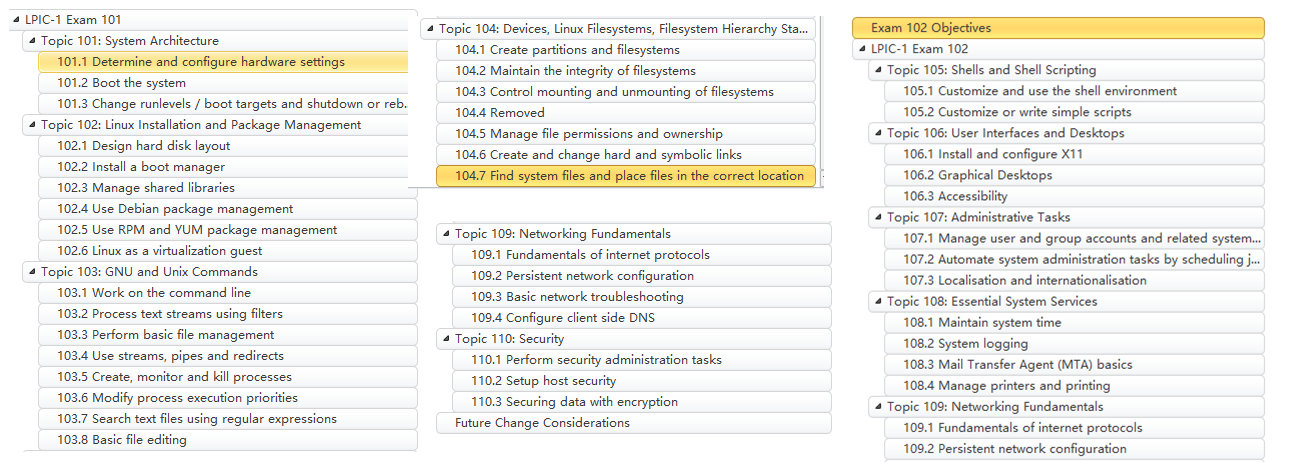 LPIC-1 Exam 101
Topic 101: System Architecture
101.1 Determine and configure hardware settings
101.2 Boot the system
101.3 Change runlevels / boot targets and shutdown or reb..
Topic 102: Linux Installation and Package Management
102.1 Design hard disk layout
102.2 Install a boot manager
102.3 Manage shared libraries
102.4 Use Debian package management
102.5 Use RPM and YUM package management
102.6 Linux as a virtualization guest
Topic 103: GNU and Unix Commands
103.1 Work on the command line
103.2 Process text streams using filters
103.3 Perform basic file management
103.4 Use streams, pipes and redirects
103.5 Create, monitor and kill processes
103.6 Modify process execution priorities
103.7 Search text files using regular expressions
103.8 Basic file editing
Topic 104: Devices, Linux Filesystems, Filesystem Hierarchy Sta...
104.1 Create partitions and filesystems
104.2 Maintain the integrity of filesystems
104.3 Control mounting and unmounting of filesystems
104.4 Removed
104.5 Manage file permissions and ownership
104.6 Create and change hard and symbolic links
104.7 Find system files and place files in the correct location
Topic 109: Networking Fundamentals
109.1 Fundamentals of internet protocols
109.2 Persistent network configuration
109.3 Basic network troubleshooting
109.4 Configure client side DNS
Topic 110: Security
110.1 Perform security administration tasks
110.2 Setup host security
110.3 Securing data with encryption
Future Change Considerations
Exam 102 Objectives
LPIC-1 Exam 102
Topic 105: Shells and Shell Scripting
105.1 Customize and use the shell environment
105.2 Customize or write simple scripts
Topic 106: User Interfaces and Desktops
106.1 Install and configure X11
106.2 Graphical Desktops
106.3 Accessibility
Topic 107: Administrative Tasks
107.1 Manage user and group accounts and related system...
107.2 Automate system administration tasks by scheduling j...
107.3 Localisation and internationalisation
Topic 108: Essential System Services
108.1 Maintain system time
108.2 System logging
108.3 Mail Transfer Agent (MTA) basics
108.4 Manage printers and printing
Topic 109: Networking Fundamentals
109.1 Fundamentals of internet protocols
109.2 Persistent network configuration